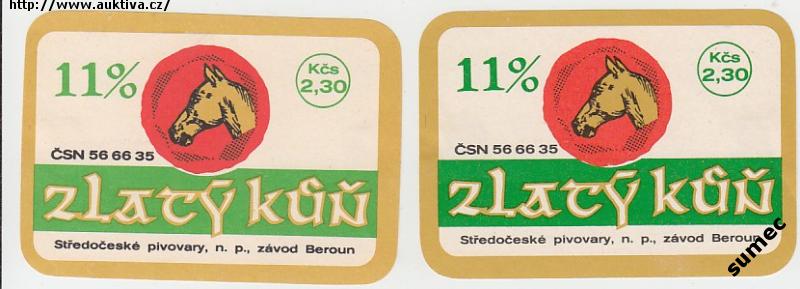 http://www.auktiva.cz/
11%
Kčs
2,30
ČSN 56 66 35
zlatý kůň
Středočeské pivovary, n. p., závod Beroun
11%
Kčs
2,30
ČSN 56 66 35
zlatý kůň
Středočeské pivovary, n. p., závod Beroun
sumec